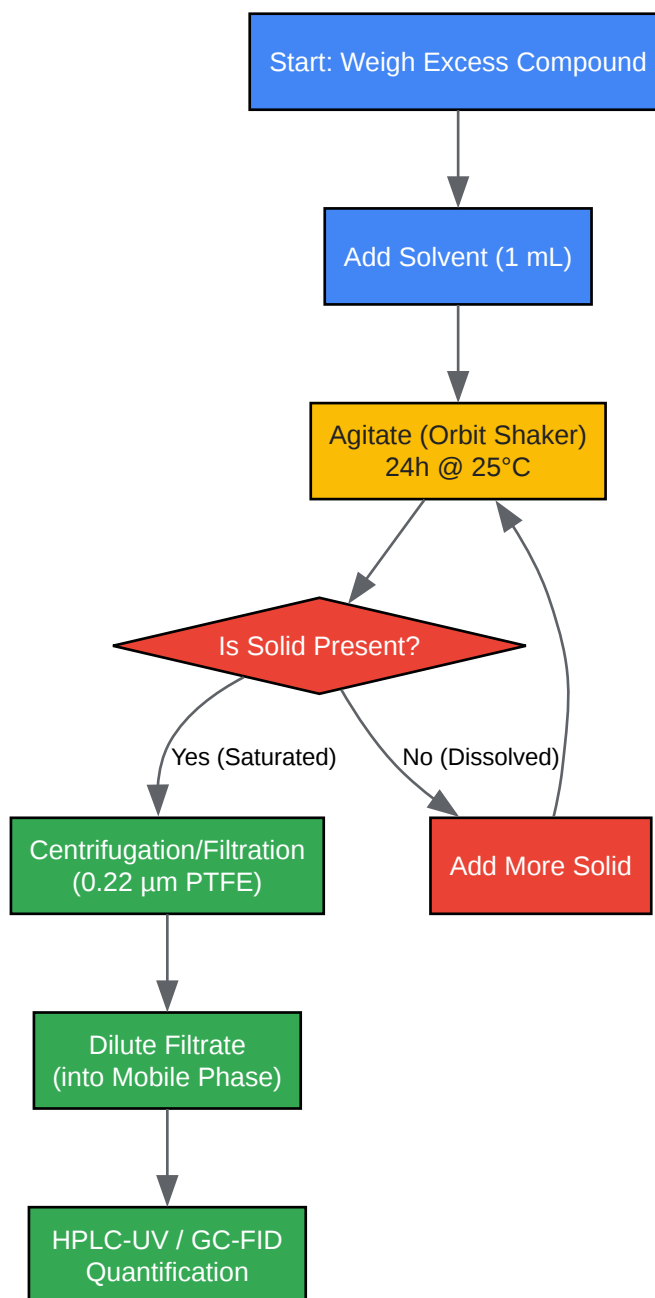 Start: Weigh Excess Compound
Add Solvent (1 mL)
Agitate (Orbit Shaker)
24h @ 25°C
Is Solid Present?
Yes (Saturated)
No (Dissolved)
Centrifugation/Filtration
(0.22 µm PTFE)
Add More Solid
Dilute Filtrate
(into Mobile Phase)
HPLC-UV / GC-FID
Quantification